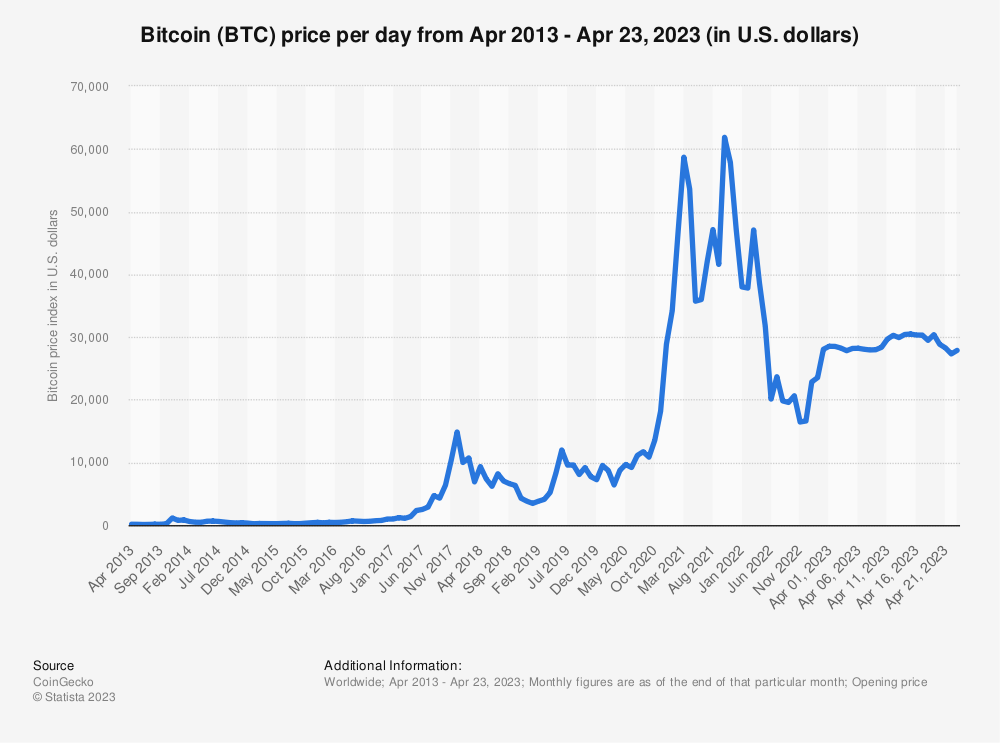 Bitcoin (BTC) price per day from Apr 2013 - Apr 23, 2023 (in U.S. dollars)
Bitcoin price index in U.S. dollars
70,000
60,000
50,000
40,000
30,000
20,000
10,000
0
Apr 2013
Sep 2013
Feb 2014
Jul 2014
Dec 2014
May 2015
Oct 2015
Mar 2016
Aug 2016
Jan 2017
Jun 2017
Nov 2017
Apr 2018
Sep 2018
Feb 2019
Jul 2019
Dec 2019
May 2020
Oct 2020
Mar 2021
Aug 2021
Jan 2022
Jun 2022
Nov 2022
Apr 01, 2023
Apr 06, 2023
Apr 11, 2023
Apr 16, 2023
Apr 21, 2023
Source
CoinGecko
© Statista 2023
Additional Information:
Worldwide; Apr 2013 - Apr 23, 2023; Monthly figures are as of the end of that particular month; Opening price